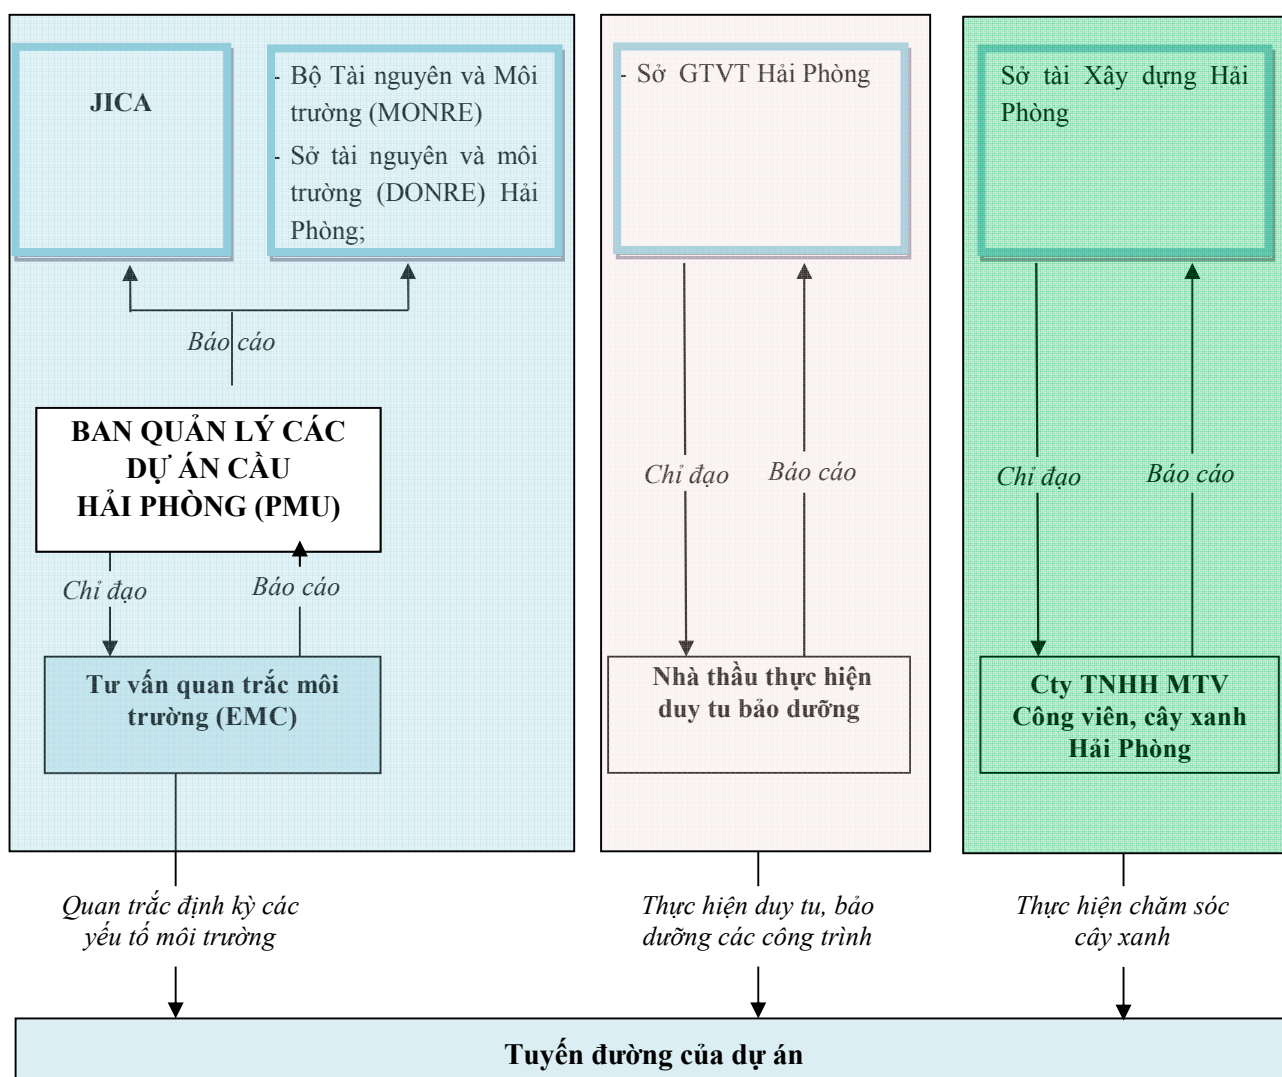 JICA
- Bộ Tài nguyên và Môi
trường (MONRE)
- Sở tài nguyên và môi
trường (DONRE) Hải
Phòng;
- Sở GTVT Hải Phòng
Sở tài Xây dựng Hải
Phòng
Báo cáo
BAN QUẢN LÝ CÁC
DỰ ÁN CẦU
HẢI PHÒNG (PMU)
Chỉ đạo
Báo cáo
Chỉ đạo
Báo cáo
Chỉ đạo
Báo cáo
Tư vấn quan trắc môi
trường (EMC)
Nhà thầu thực hiện
duy tu bảo dưỡng
Cty TNHH MTV
Công viên, cây xanh
Hải Phòng
Quan trắc định kỳ các
yếu tố môi trường
Thực hiện duy tu, bảo
dưỡng các công trình
Thực hiện chăm sóc
cây xanh
Tuyến đường của dự án